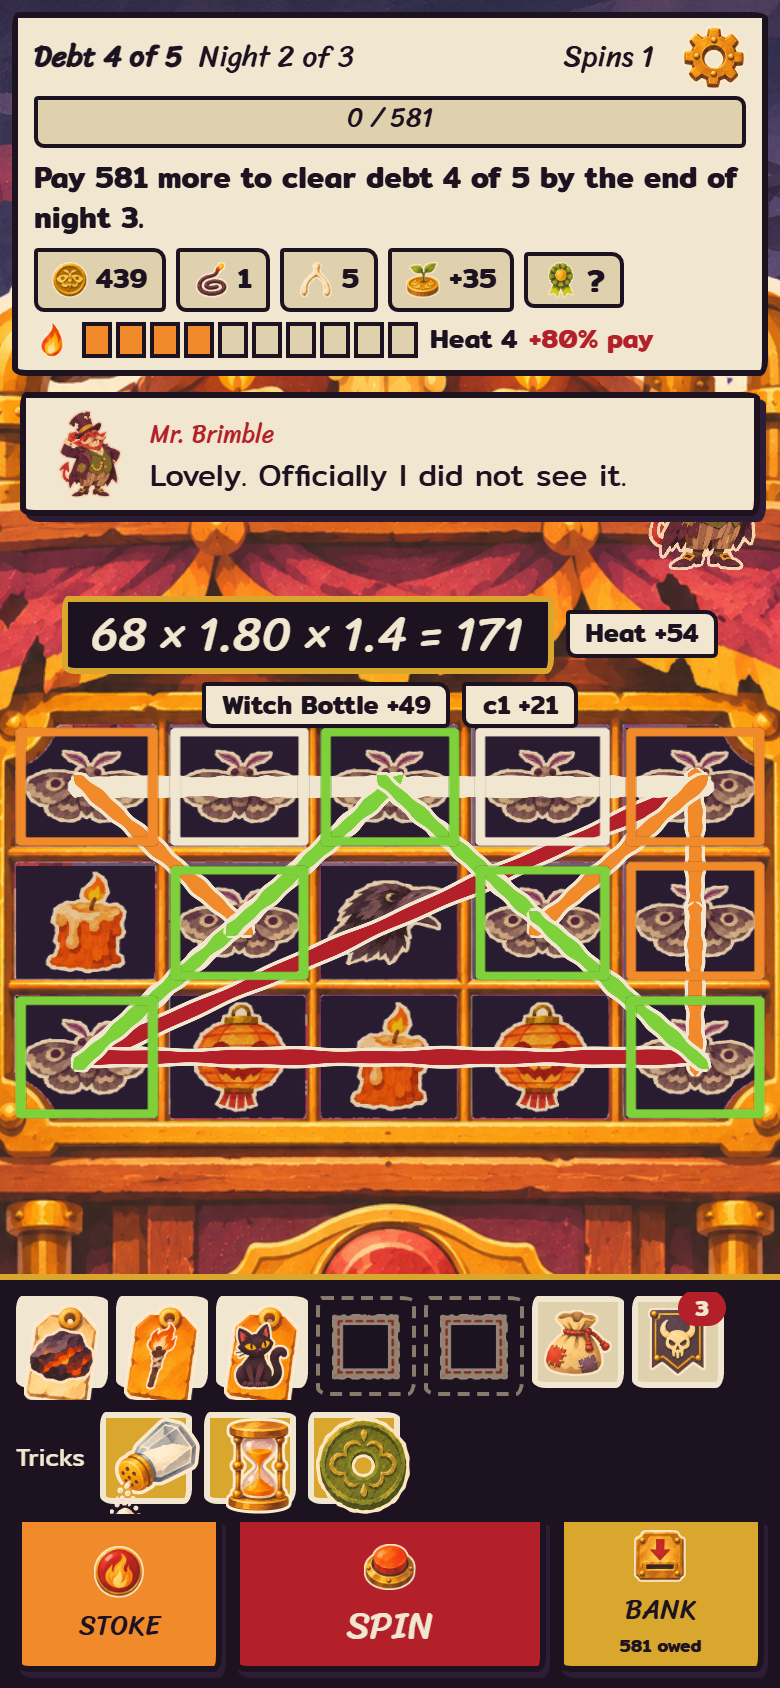 Debt 4 of 5 Night 2 of 3 Spins 1
0 / 581
Pay 581 more to clear debt 4 of 5 by the end of
night 3.
439 1 5 +35 ?
Heat 4 +80% pay
Mr. Brimble
Lovely. Officially I did not see it.
68 × 1.80 × 1.4 = 171 Heat +54
Witch Bottle +49 c1 +21
3
Tricks
STOKE SPIN BANK
581 owed